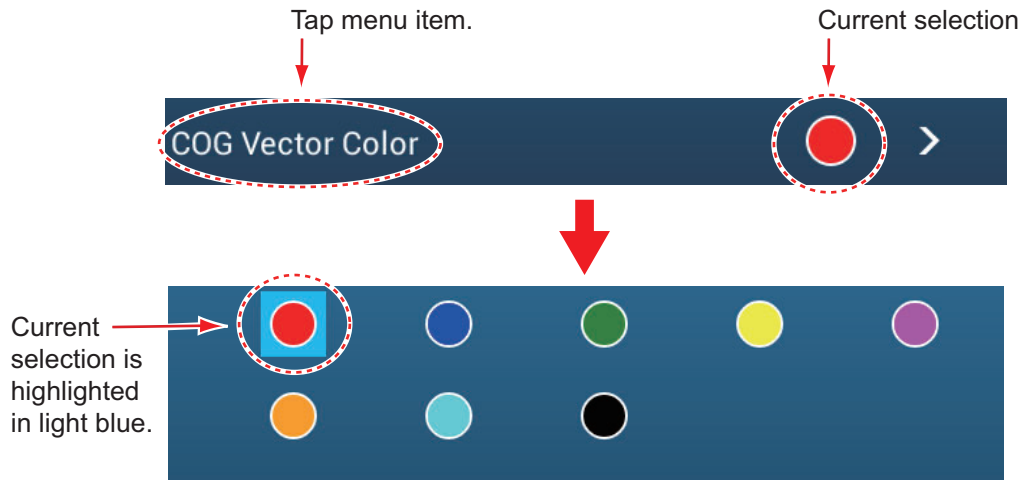 Tap menu item.
Current selection
COG Vector Color
Current
selection is
highlighted
in light blue.